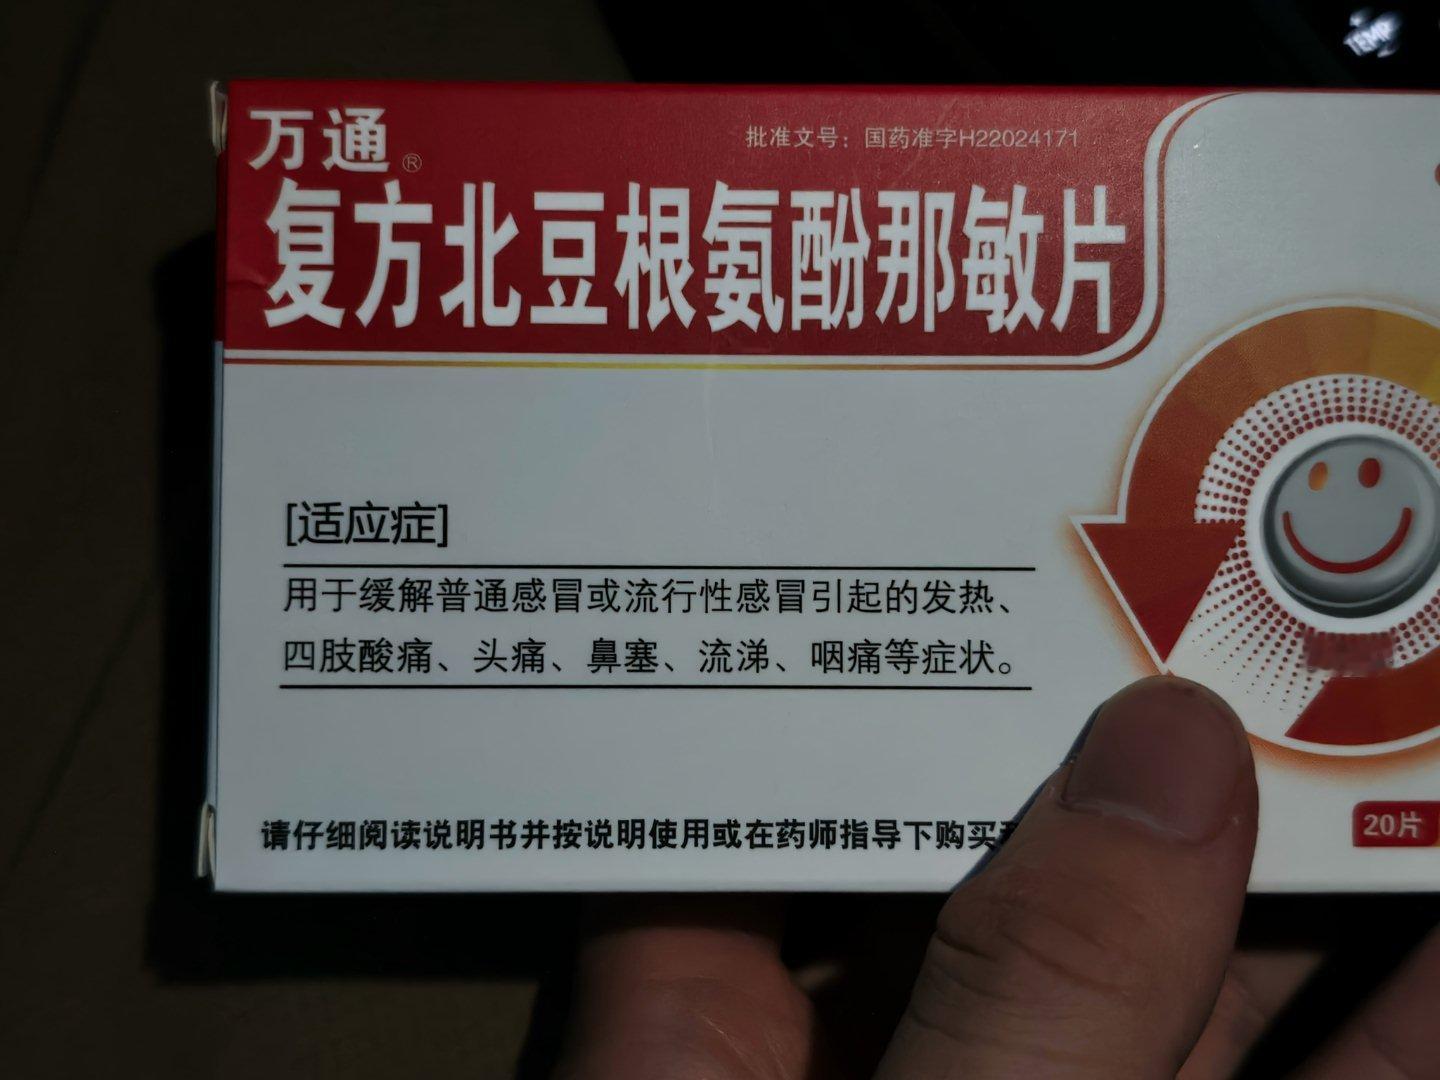 TEMP
万通®
批准文号：国药准字H22024171
复方北豆根氨酚那敏片
[适应症]
用于缓解普通感冒或流行性感冒引起的发热、
四肢酸痛、头痛、鼻塞、流涕、咽痛等症状。
请仔细阅读说明书并按说明使用或在药师指导下购买
20片